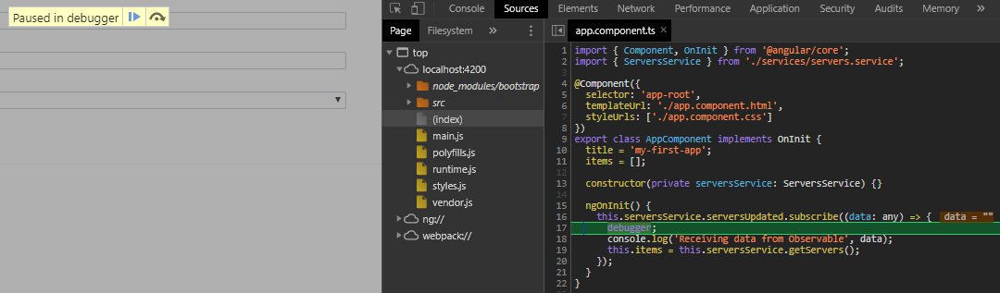 Paused in debugger
Console Sources Elements Network Performance Application Security Audits Memory »
Page Filesystem »
app.component.ts ×
top
localhost:4200
node_modules/bootstrap
src
(index)
main.js
polyfills.js
runtime.js
styles.js
vendor.js
ng://
webpack://
1 import { Component, OnInit } from '@angular/core';
2 import { ServersService } from './services/servers.service';
3
4 @Component({
5 selector: 'app-root',
6 templateUrl: './app.component.html',
7 styleUrls: ['./app.component.css']
8 })
9 export class AppComponent implements OnInit {
10 title = 'my-first-app';
11 items = [];
12
13 constructor(private serversService: ServersService) {}
14
15 ngOnInit() {
16 this.serversService.serversUpdated.subscribe((data: any) => { data = ""
17 debugger;
18 console.log('Receiving data from Observable', data);
19 this.items = this.serversService.getServers();
20 });
21 }
22 }